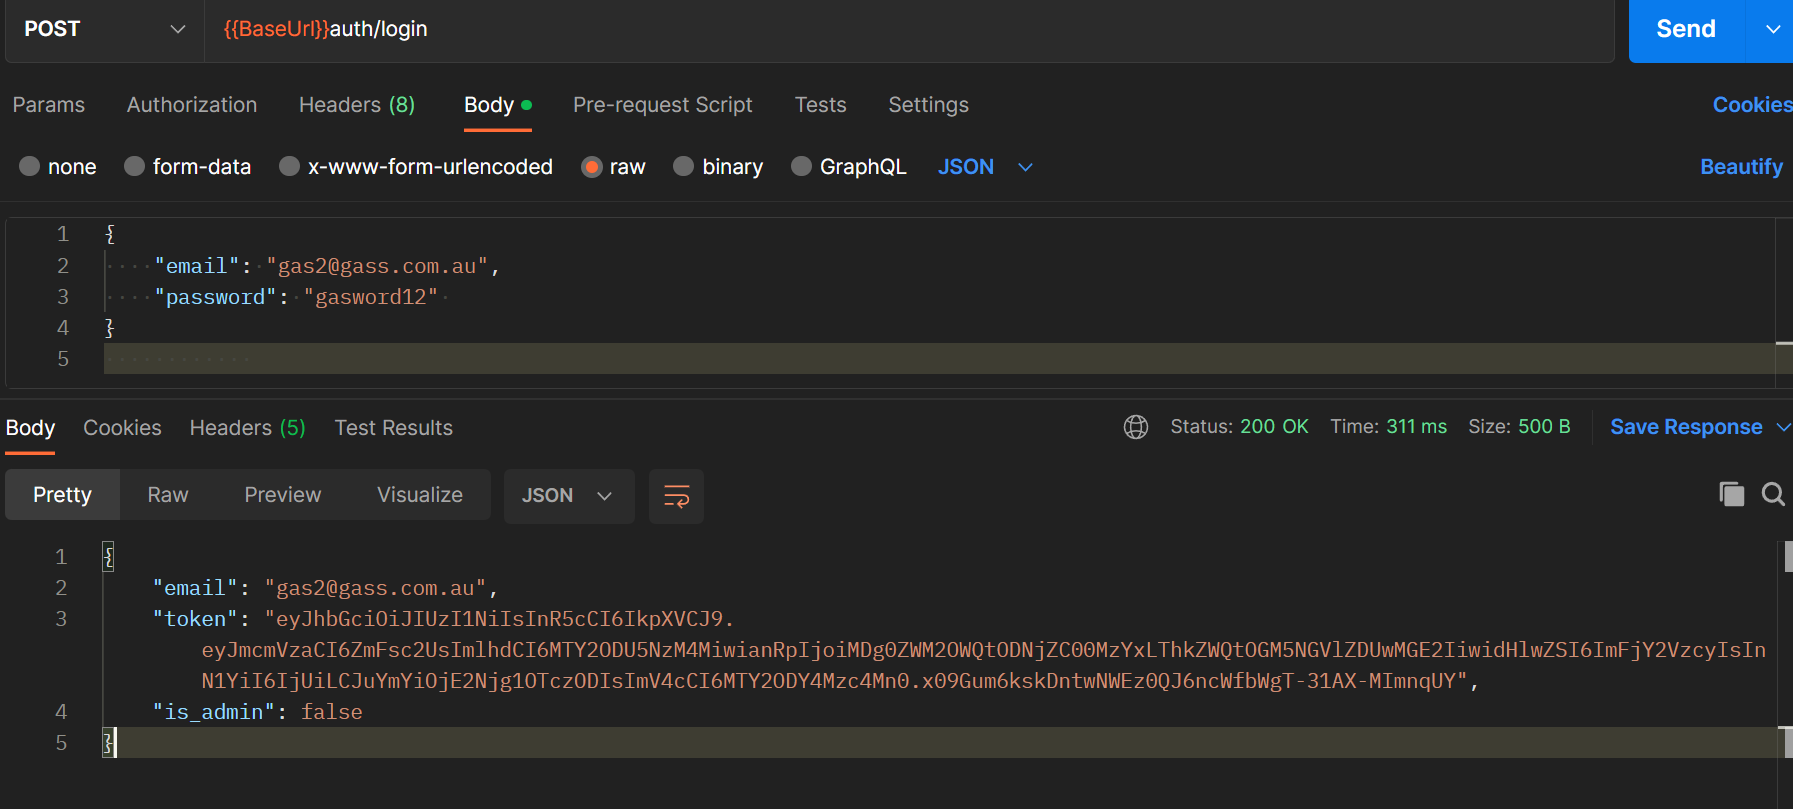 POST {{BaseUrl}}auth/login Send
Params Authorization Headers (8) Body Pre-request Script Tests Settings Cookies
none form-data x-www-form-urlencoded raw binary GraphQL JSON Beautify
1 {
2 "email": "gas2@gass.com.au",
3 "password": "gasword12"
4 }
5
Body Cookies Headers (5) Test Results Status: 200 OK Time: 311 ms Size: 500 B Save Response
Pretty Raw Preview Visualize JSON
1 {
2 "email": "gas2@gass.com.au",
3 "token": "eyJhbGciOiJIUzI1NiIsInR5cCI6IkpXVCJ9.
eyJmcmVzaCI6ZmFsc2UsImlhdCI6MTY2ODU5NzM4MiwianRpIjoiMDg0ZWM2OWQtODNjZC00MzYxLThkZWQtOGM5NGVlZDUwMGE2IiwidHlwZSI6ImFjY2VzcyIsIn
N1YiI6IjUiLCJuYmYiOjE2Njg1OTczODIsImV4cCI6MTY2ODY4Mzc4Mn0.x09Gum6kskDntwNWEz0QJ6ncWfbWgT-31AX-MImnqUY",
4 "is_admin": false
5 }